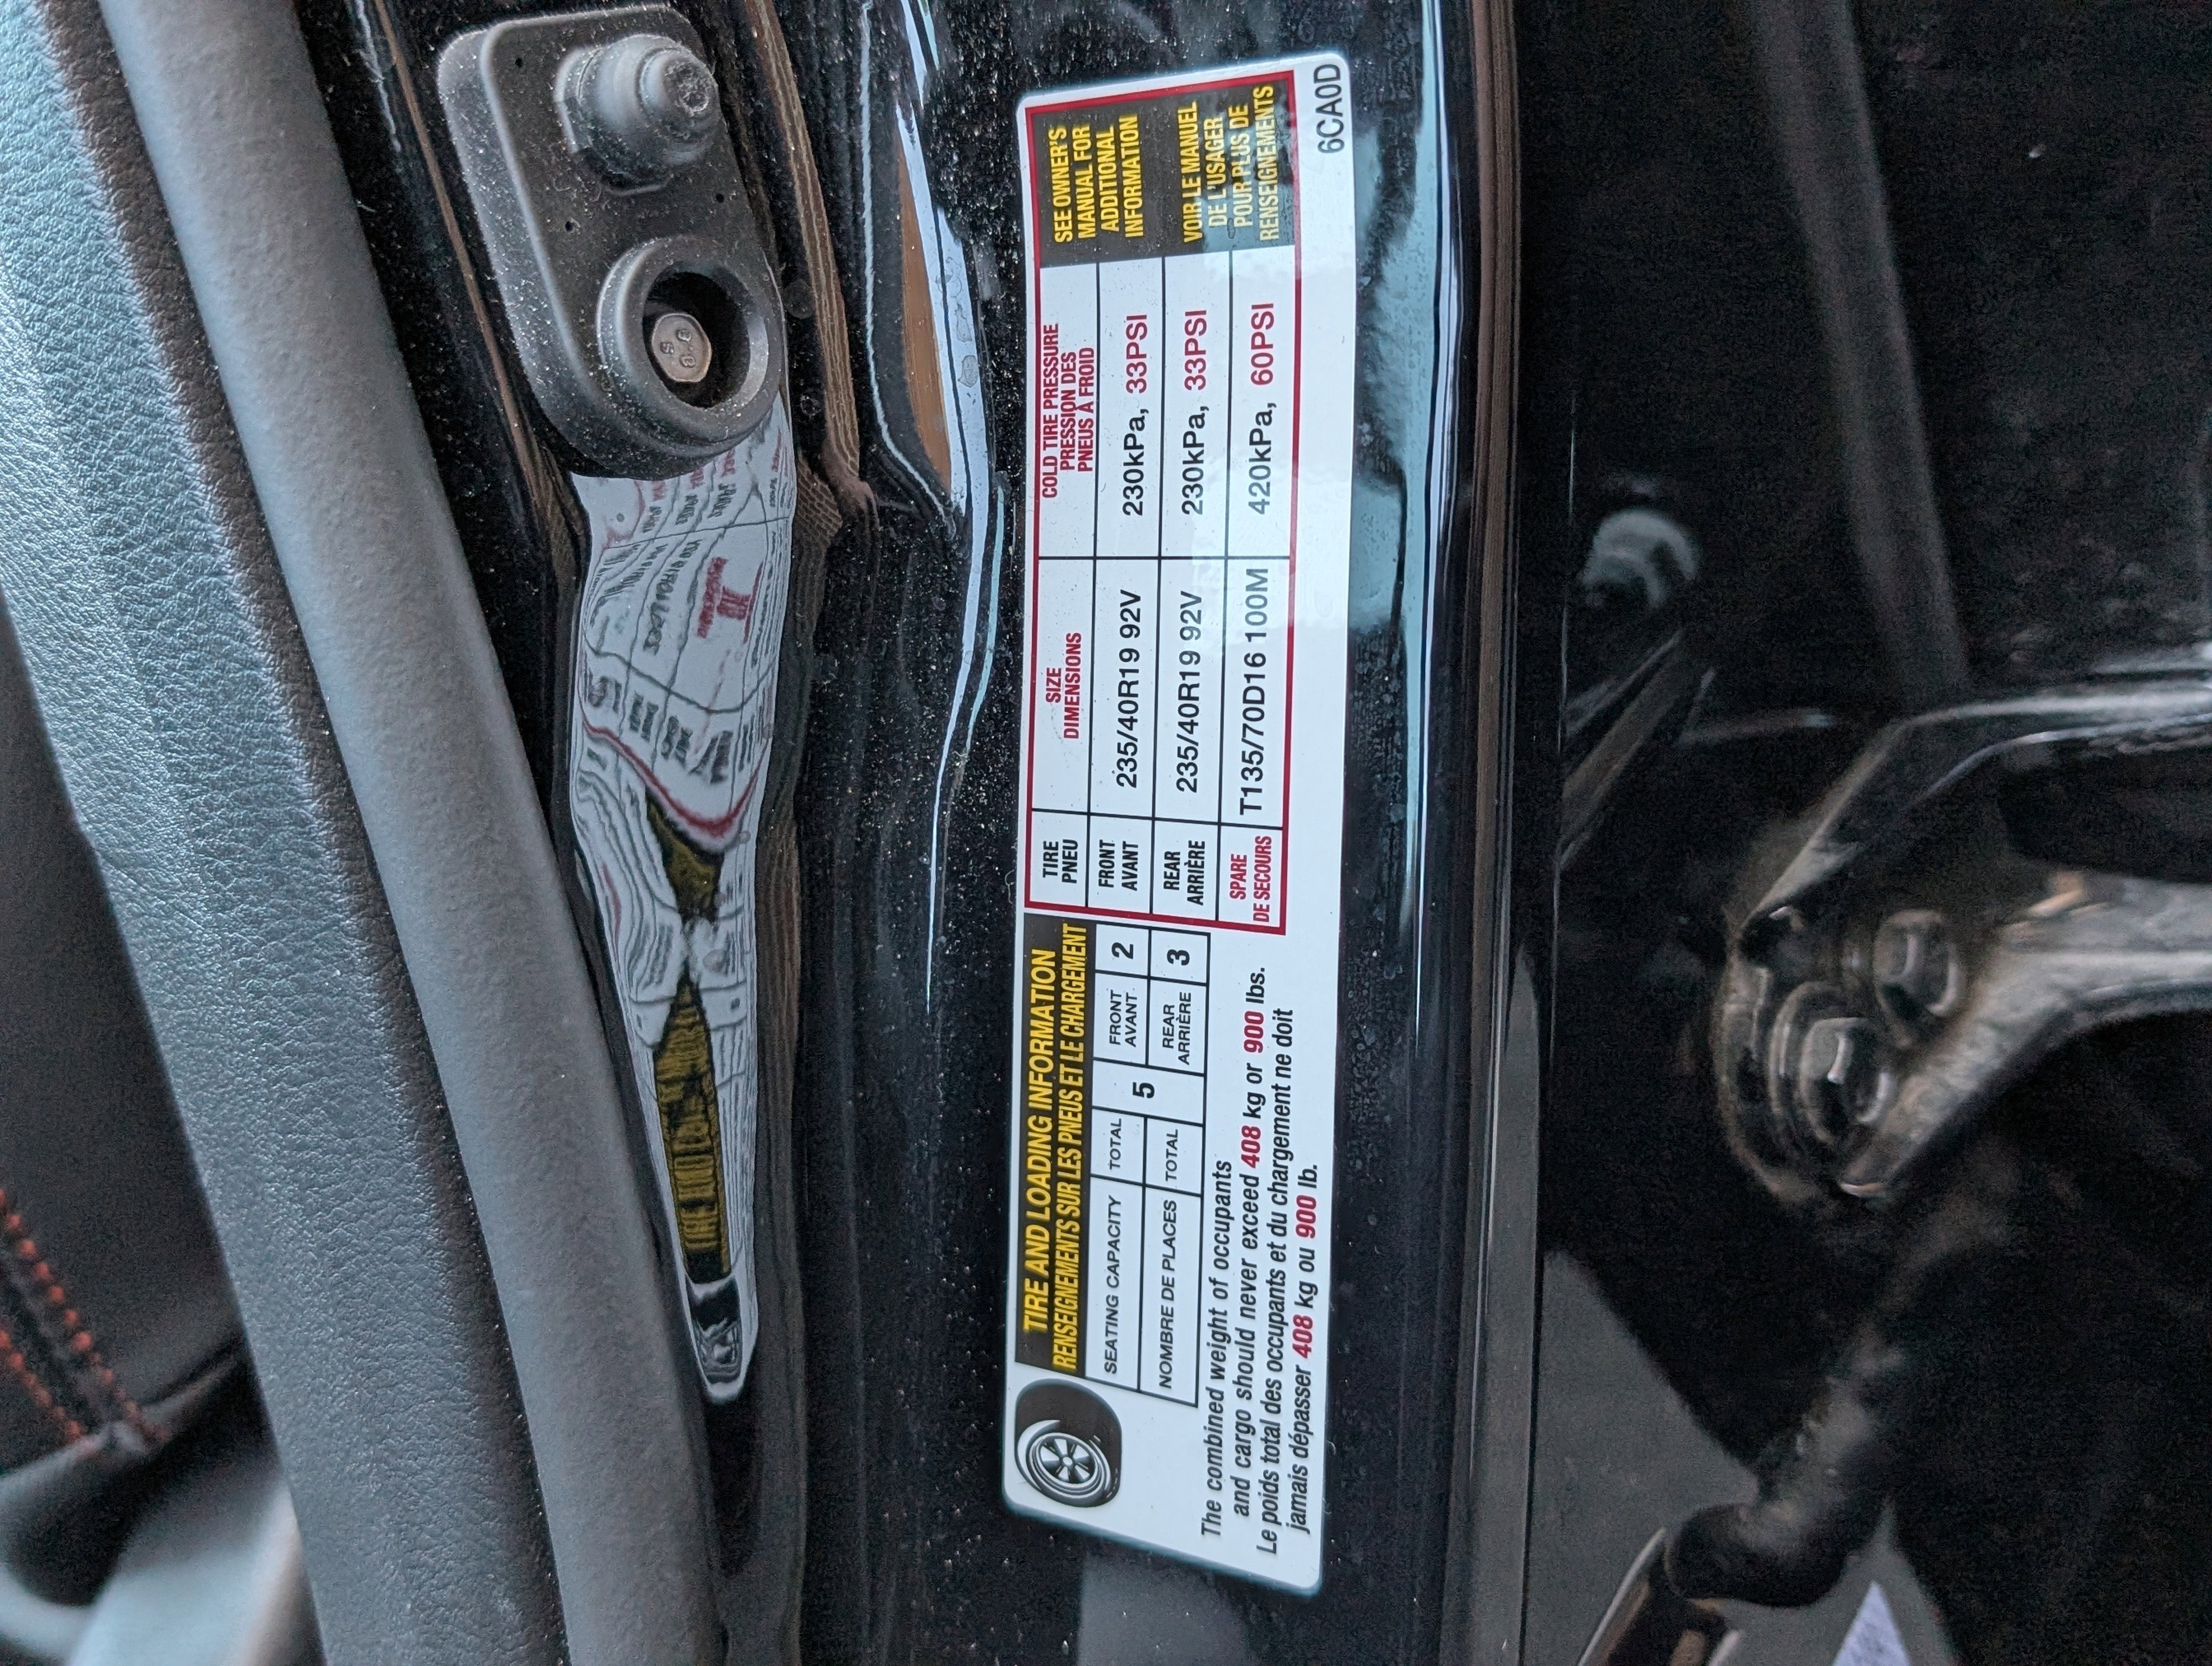 TIRE AND LOADING INFORMATION
RENSEIGNEMENTS SUR LES PNEUS ET LE CHARGEMENT
SEATING CAPACITY TOTAL 5 FRONT 2
AVANT
NOMBRE DE PLACES TOTAL REAR 3
ARRIÈRE
The combined weight of occupants
and cargo should never exceed 408 kg or 900 lbs.
Le poids total des occupants et du chargement ne doit
jamais dépasser 408 kg ou 900 lb.
TIRE
PNEU
SIZE
DIMENSIONS
COLD TIRE PRESSURE
PRESSION DES
PNEUS À FROID
FRONT
AVANT
235/40R19 92V
230kPa, 33PSI
REAR
ARRIÈRE
235/40R19 92V
230kPa, 33PSI
SPARE
DE SECOURS
T135/70D16 100M
420kPa, 60PSI
SEE OWNER'S
MANUAL FOR
ADDITIONAL
INFORMATION
VOIR LE MANUEL
DE L'USAGER
POUR PLUS DE
RENSEIGNEMENTS
6CA0D